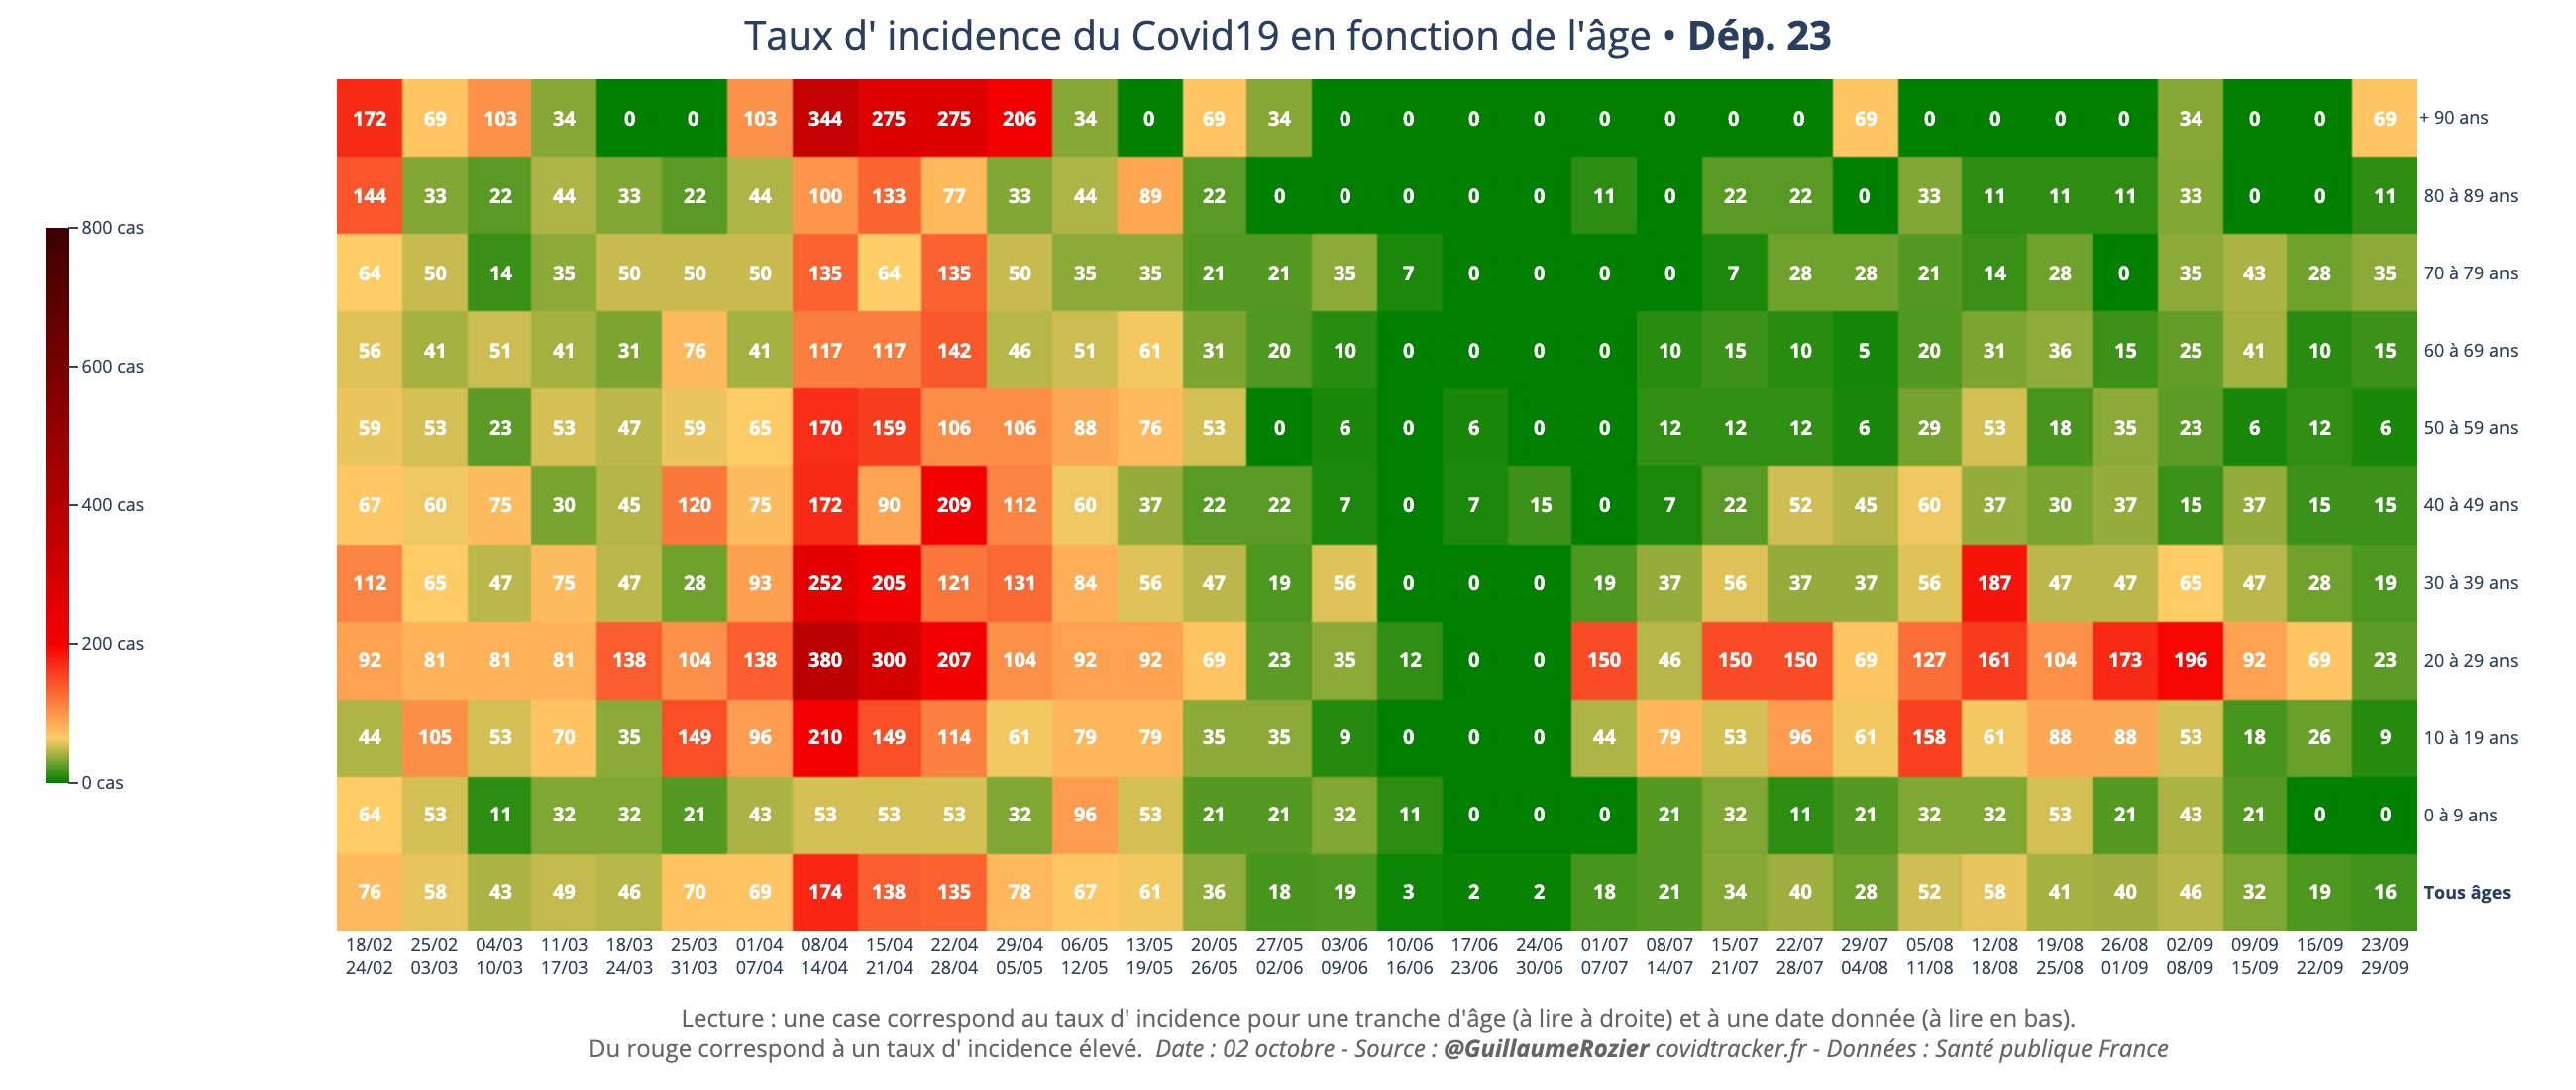 Taux d' incidence du Covid19 en fonction de l'âge • Dép. 23
800 cas
600 cas
400 cas
200 cas
0 cas
172 69 103 34 0 0 103 344 275 275 206 34 0 69 34 0 0 0 0 0 0 0 0 69 0 0 0 0 34 0 0 69 + 90 ans
144 33 22 44 33 22 44 100 133 77 33 44 89 22 0 0 0 0 0 11 0 22 22 0 33 11 11 11 33 0 0 11 80 à 89 ans
64 50 14 35 50 50 50 135 64 135 50 35 35 21 21 35 7 0 0 0 0 7 28 28 21 14 28 0 35 43 28 35 70 à 79 ans
56 41 51 41 31 76 41 117 117 142 46 51 61 31 20 10 0 0 0 0 10 15 10 5 20 31 36 15 25 41 10 15 60 à 69 ans
59 53 23 53 47 59 65 170 159 106 106 88 76 53 0 6 0 6 0 0 12 12 12 6 29 53 18 35 23 6 12 6 50 à 59 ans
67 60 75 30 45 120 75 172 90 209 112 60 37 22 22 7 0 7 15 0 7 22 52 45 60 37 30 37 15 37 15 15 40 à 49 ans
112 65 47 75 47 28 93 252 205 121 131 84 56 47 19 56 0 0 0 19 37 56 37 37 56 187 47 47 65 47 28 19 30 à 39 ans
92 81 81 81 138 104 138 380 300 207 104 92 92 69 23 35 12 0 0 150 46 150 150 69 127 161 104 173 196 92 69 23 20 à 29 ans
44 105 53 70 35 149 96 210 149 114 61 79 79 35 35 9 0 0 0 44 79 53 96 61 158 61 88 88 53 18 26 9 10 à 19 ans
64 53 11 32 32 21 43 53 53 53 32 96 53 21 21 32 11 0 0 0 21 32 11 21 32 32 53 21 43 21 0 0 0 à 9 ans
76 58 43 49 46 70 69 174 138 135 78 67 61 36 18 19 3 2 2 18 21 34 40 28 52 58 41 40 46 32 19 16 Tous âges
18/02 25/02 04/03 11/03 18/03 25/03 01/04 08/04 15/04 22/04 29/04 06/05 13/05 20/05 27/05 03/06 10/06 17/06 24/06 01/07 08/07 15/07 22/07 29/07 05/08 12/08 19/08 26/08 02/09 09/09 16/09 23/09
24/02 03/03 10/03 17/03 24/03 31/03 07/04 14/04 21/04 28/04 05/05 12/05 19/05 26/05 02/06 09/06 16/06 23/06 30/06 07/07 14/07 21/07 28/07 04/08 11/08 18/08 25/08 01/09 08/09 15/09 22/09 29/09
Lecture : une case correspond au taux d' incidence pour une tranche d'âge (à lire à droite) et à une date donnée (à lire en bas).
Du rouge correspond à un taux d' incidence élevé. Date : 02 octobre - Source : @GuillaumeRozier covidtracker.fr - Données : Santé publique France